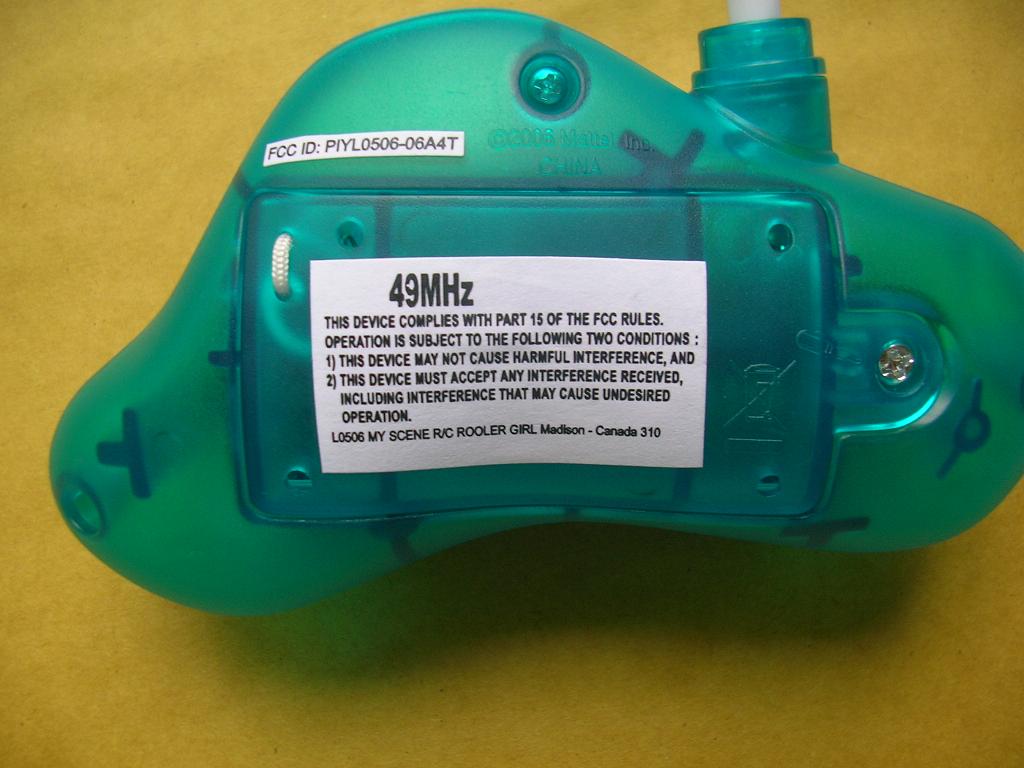 FCC ID: PIYL0506-06A4T
©2006 Mattel Inc.
CHINA
49MHz
THIS DEVICE COMPLIES WITH PART 15 OF THE FCC RULES.
OPERATION IS SUBJECT TO THE FOLLOWING TWO CONDITIONS :
1) THIS DEVICE MAY NOT CAUSE HARMFUL INTERFERENCE, AND
2) THIS DEVICE MUST ACCEPT ANY INTERFERENCE RECEIVED,
INCLUDING INTERFERENCE THAT MAY CAUSE UNDESIRED
OPERATION.
L0506 MY SCENE R/C ROOLER GIRL Madison - Canada 310